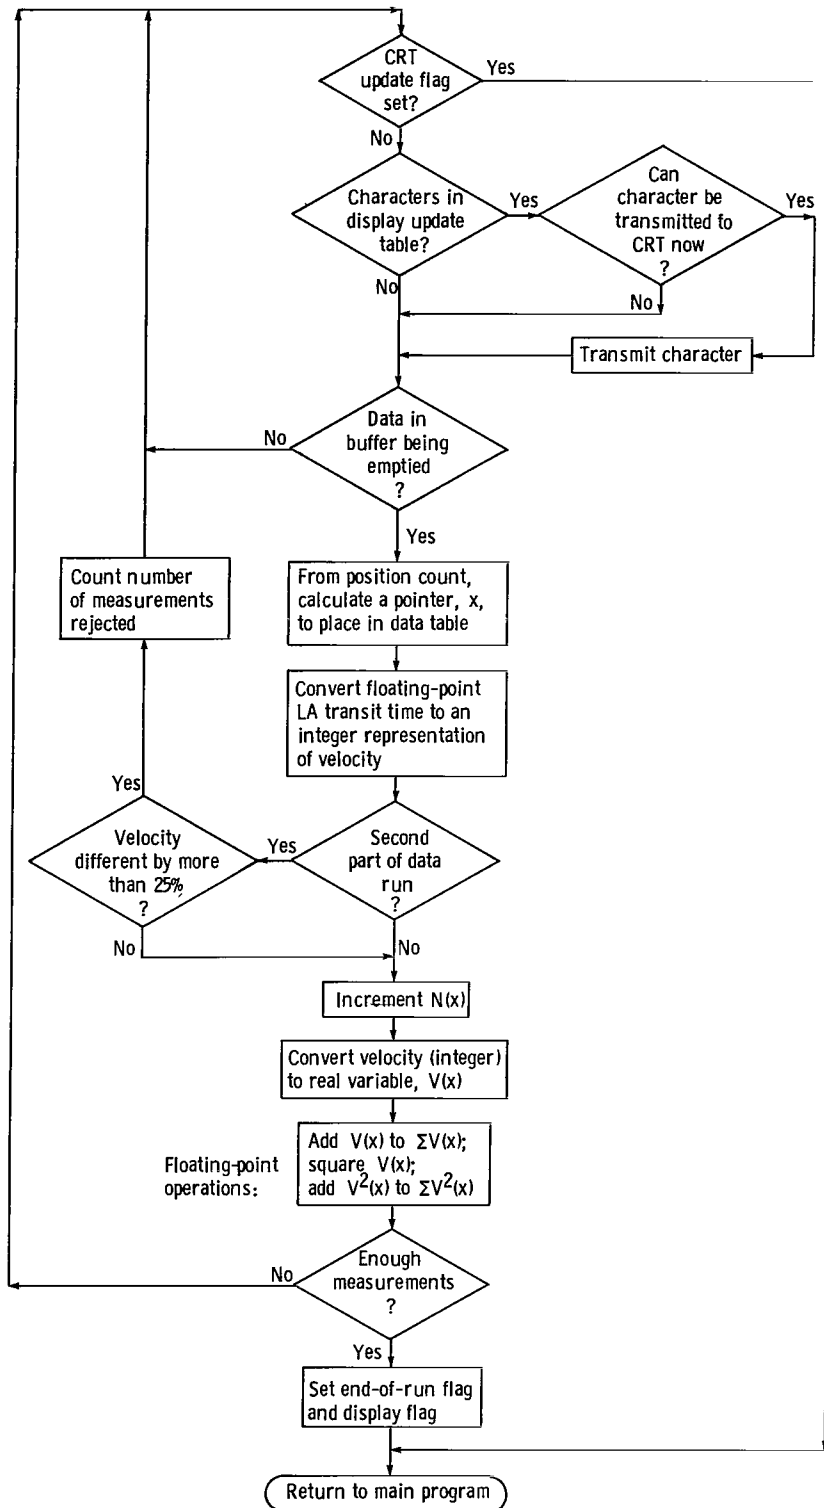 CRT
update flag
set?
Yes
No
Characters in
display update
table?
Yes
Can
character be
transmitted to
CRT now
?
Yes
No
No
Transmit character
Data in
buffer being
emptied
?
No
Yes
Count number
of measurements
rejected
From position count,
calculate a pointer, x,
to place in data table
Convert floating-point
LA transit time to an
integer representation
of velocity
Yes
Velocity
different by more
than 25%
?
Yes
Second
part of data
run
?
No
No
Increment N(x)
Convert velocity (integer)
to real variable, V(x)
Floating-point
operations:
Add V(x) to ΣV(x);
square V(x);
add V²(x) to ΣV²(x)
Enough
measurements
?
No
Yes
Set end-of-run flag
and display flag
Return to main program